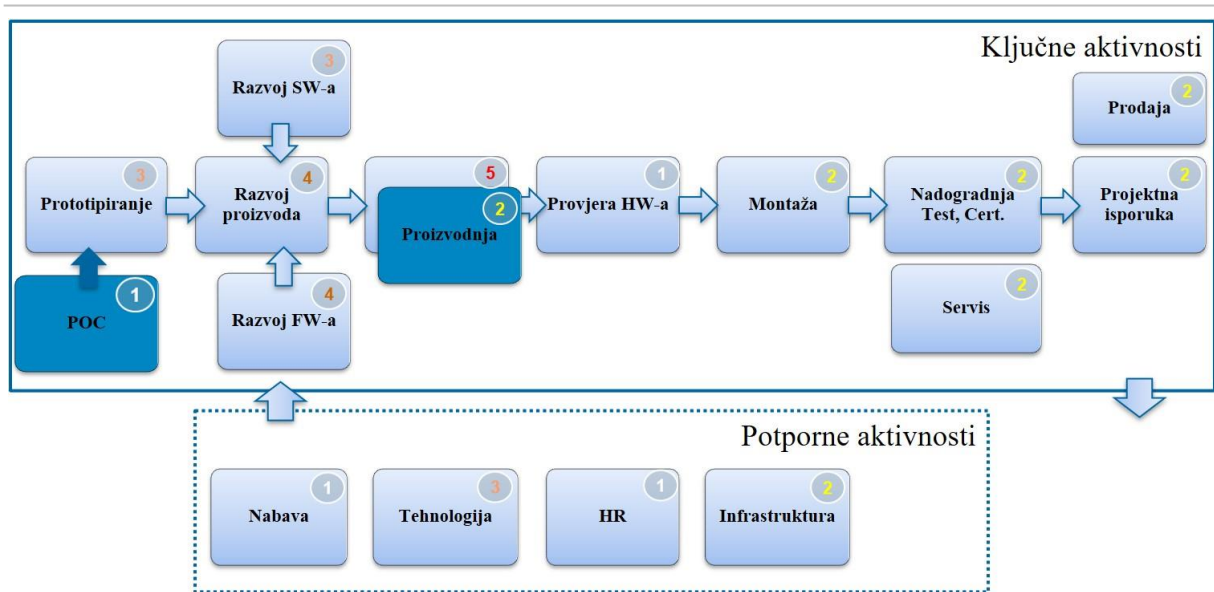 Ključne aktivnosti
3
Razvoj SW-a
2
Prodaja
3
Prototipiranje
4
Razvoj
proizvoda
5
2
Proizvodnja
1
Provjera HW-a
2
Montaža
2
Nadogradnja
Test, Cert.
2
Projektna
isporuka
1
POC
4
Razvoj FW-a
2
Servis
Potporne aktivnosti
1
Nabava
3
Tehnologija
1
HR
2
Infrastruktura